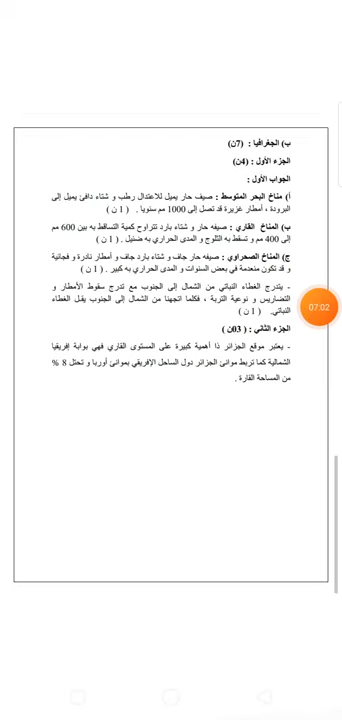 ب) الجغرافيا : (7ن)
الجزء الأول : (4ن)
الجواب الأول :
أ) مناخ البحر المتوسط : صيف حار يميل للاعتدال رطب و شتاء دافئ يميل إلى
البرودة ، أمطار غزيرة قد تصل إلى 1000 مم سنويا . ( 1 ن )
ب) المناخ القاري : صيفه حار و شتاء بارد تتراوح كمية التساقط به بين 600 مم
إلى 400 مم و تسقط به الثلوج و المدى الحراري به ضئيل . ( 1 ن )
ج) المناخ الصحراوي : صيفه حار جاف و شتاء بارد جاف و أمطار نادرة و فجائية
و قد تكون منعدمة في بعض السنوات و المدى الحراري به كبير . ( 1 ن )
- يتدرج الغطاء النباتي من الشمال إلى الجنوب مع تدرج سقوط الأمطار و
التضاريس و نوعية التربة ، فكلما اتجهنا من الشمال إلى الجنوب يقل الغطاء
النباتي. ( 1 ن )
07:02
الجزء الثاني : ( 03ن )
- يعتبر موقع الجزائر ذا أهمية كبيرة على المستوى القاري فهي بوابة إفريقيا
الشمالية كما تربط موانئ الجزائر دول الساحل الإفريقي بموانئ أوربا و تحتل 8 %
من المساحة القارة .